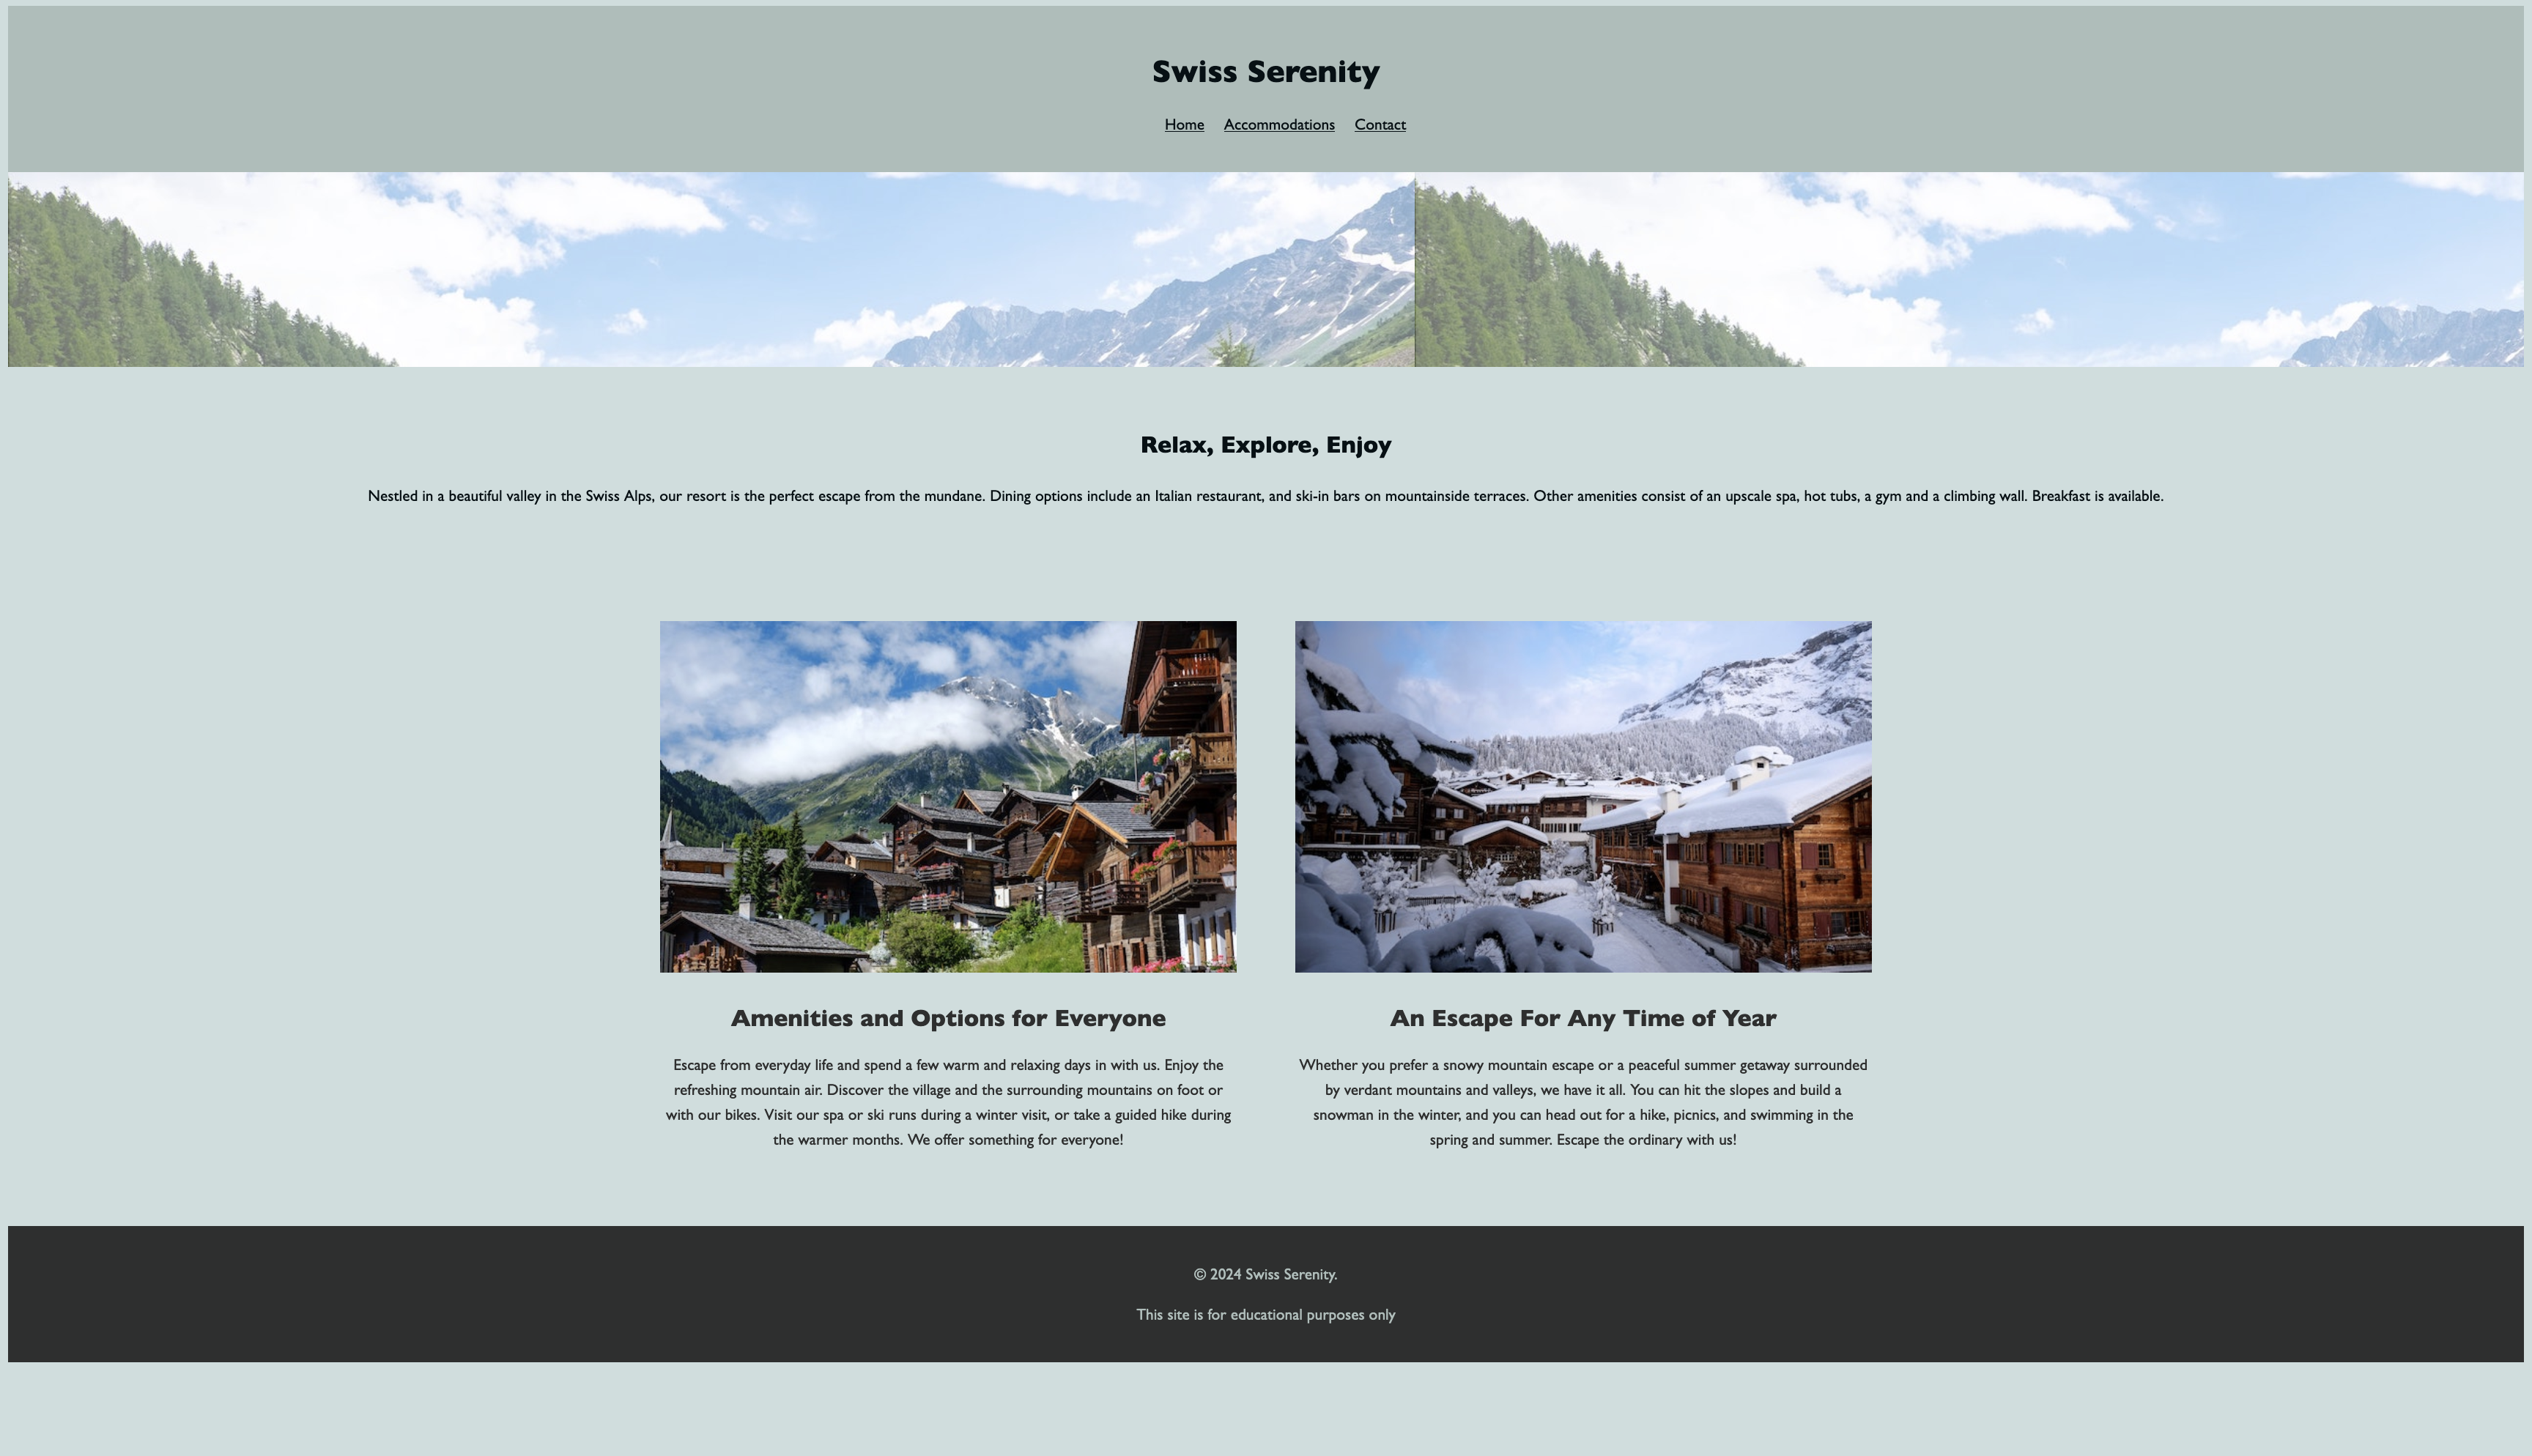 Swiss Serenity
Home Accommodations Contact
Relax, Explore, Enjoy
Nestled in a beautiful valley in the Swiss Alps, our resort is the perfect escape from the mundane. Dining options include an Italian restaurant, and ski-in bars on mountainside terraces. Other amenities consist of an upscale spa, hot tubs, a gym and a climbing wall. Breakfast is available.
Amenities and Options for Everyone
Escape from everyday life and spend a few warm and relaxing days in with us. Enjoy the
refreshing mountain air. Discover the village and the surrounding mountains on foot or
with our bikes. Visit our spa or ski runs during a winter visit, or take a guided hike during
the warmer months. We offer something for everyone!
An Escape For Any Time of Year
Whether you prefer a snowy mountain escape or a peaceful summer getaway surrounded
by verdant mountains and valleys, we have it all. You can hit the slopes and build a
snowman in the winter, and you can head out for a hike, picnics, and swimming in the
spring and summer. Escape the ordinary with us!
© 2024 Swiss Serenity.
This site is for educational purposes only